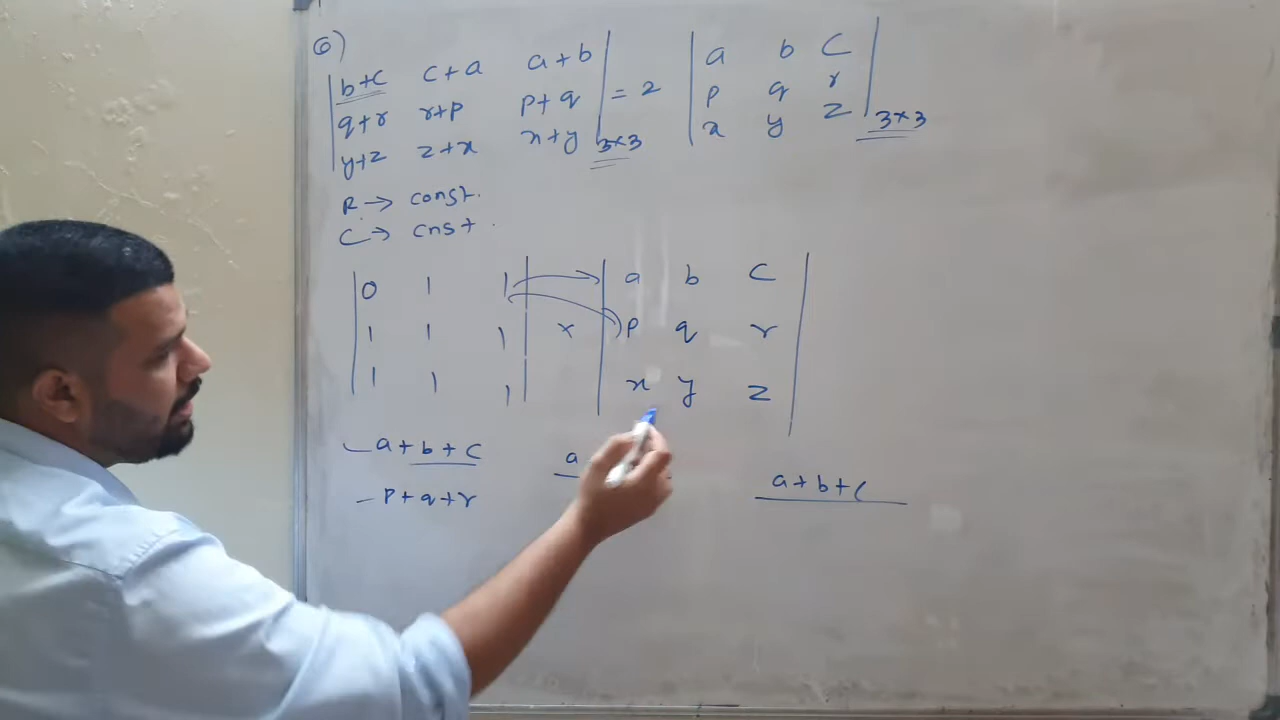 6)
| b+c c+a a+b | = 2 | a b c |
| q+r r+p p+q | | p q r |
| y+z z+x x+y | 3×3 | x y z | 3×3
R → const.
C → cnst.
| 0 1 1 | | a b c |
| 1 1 1 | × | p q r |
| 1 1 1 | | x y z |
a+b+c a a+b+c
p+q+r